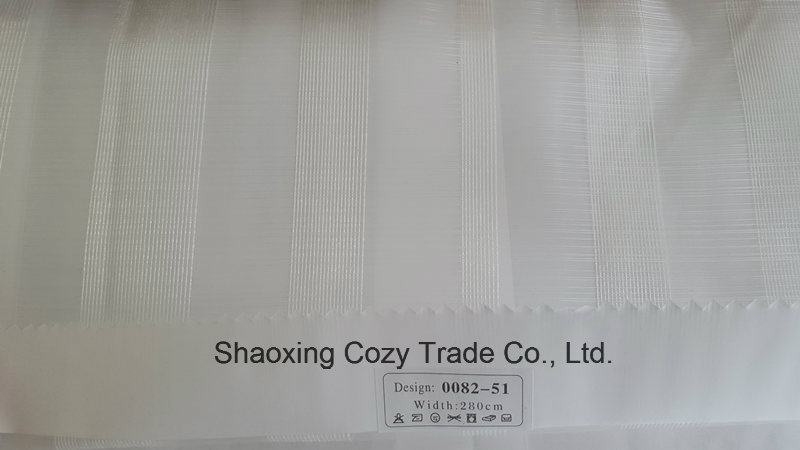 Shaoxing Cozy Trade Co., Ltd.
Design: 0082-51
Width:280cm